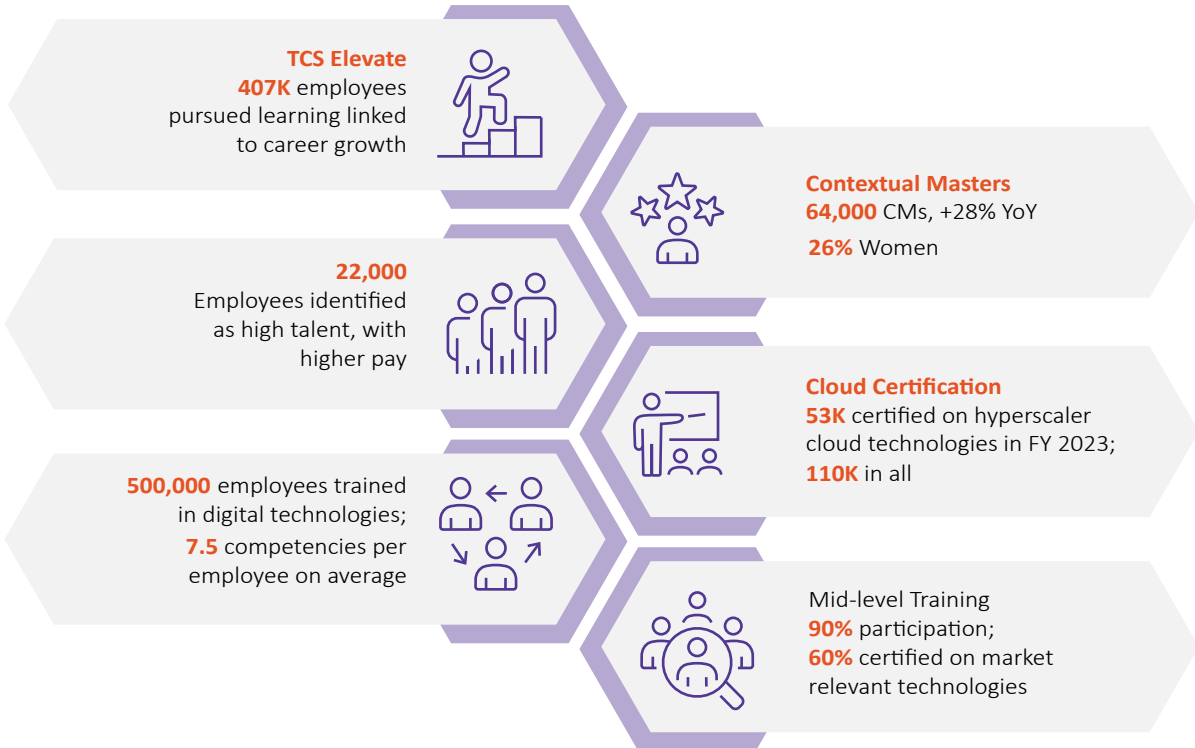 TCS Elevate
407K employees
pursued learning linked
to career growth
Contextual Masters
64,000 CMs, +28% YoY
26% Women
22,000
Employees identified
as high talent, with
higher pay
Cloud Certification
53K certified on hyperscaler
cloud technologies in FY 2023;
110K in all
500,000 employees trained
in digital technologies;
7.5 competencies per
employee on average
Mid-level Training
90% participation;
60% certified on market
relevant technologies